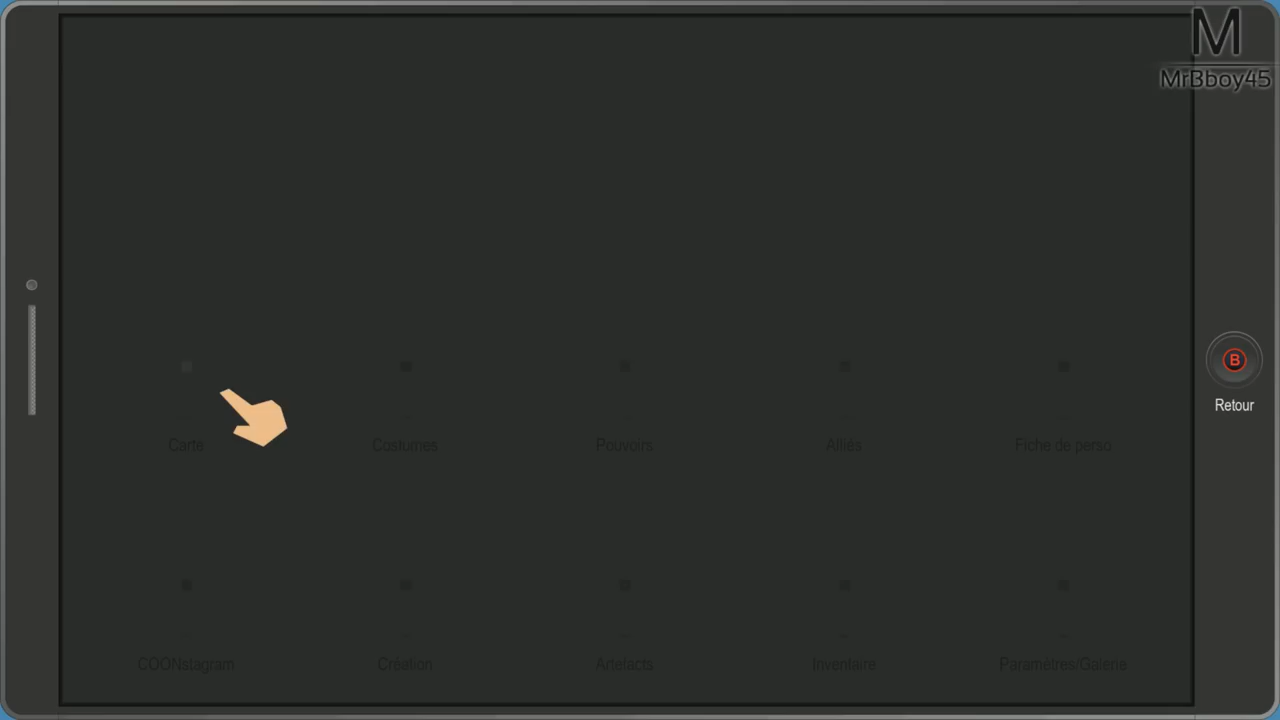 M
MrBboy45
B
Retour
Carte Costumes Pouvoirs Alliés Fiche de perso
COONstagram Création Artefacts Inventaire Paramètres/Galerie